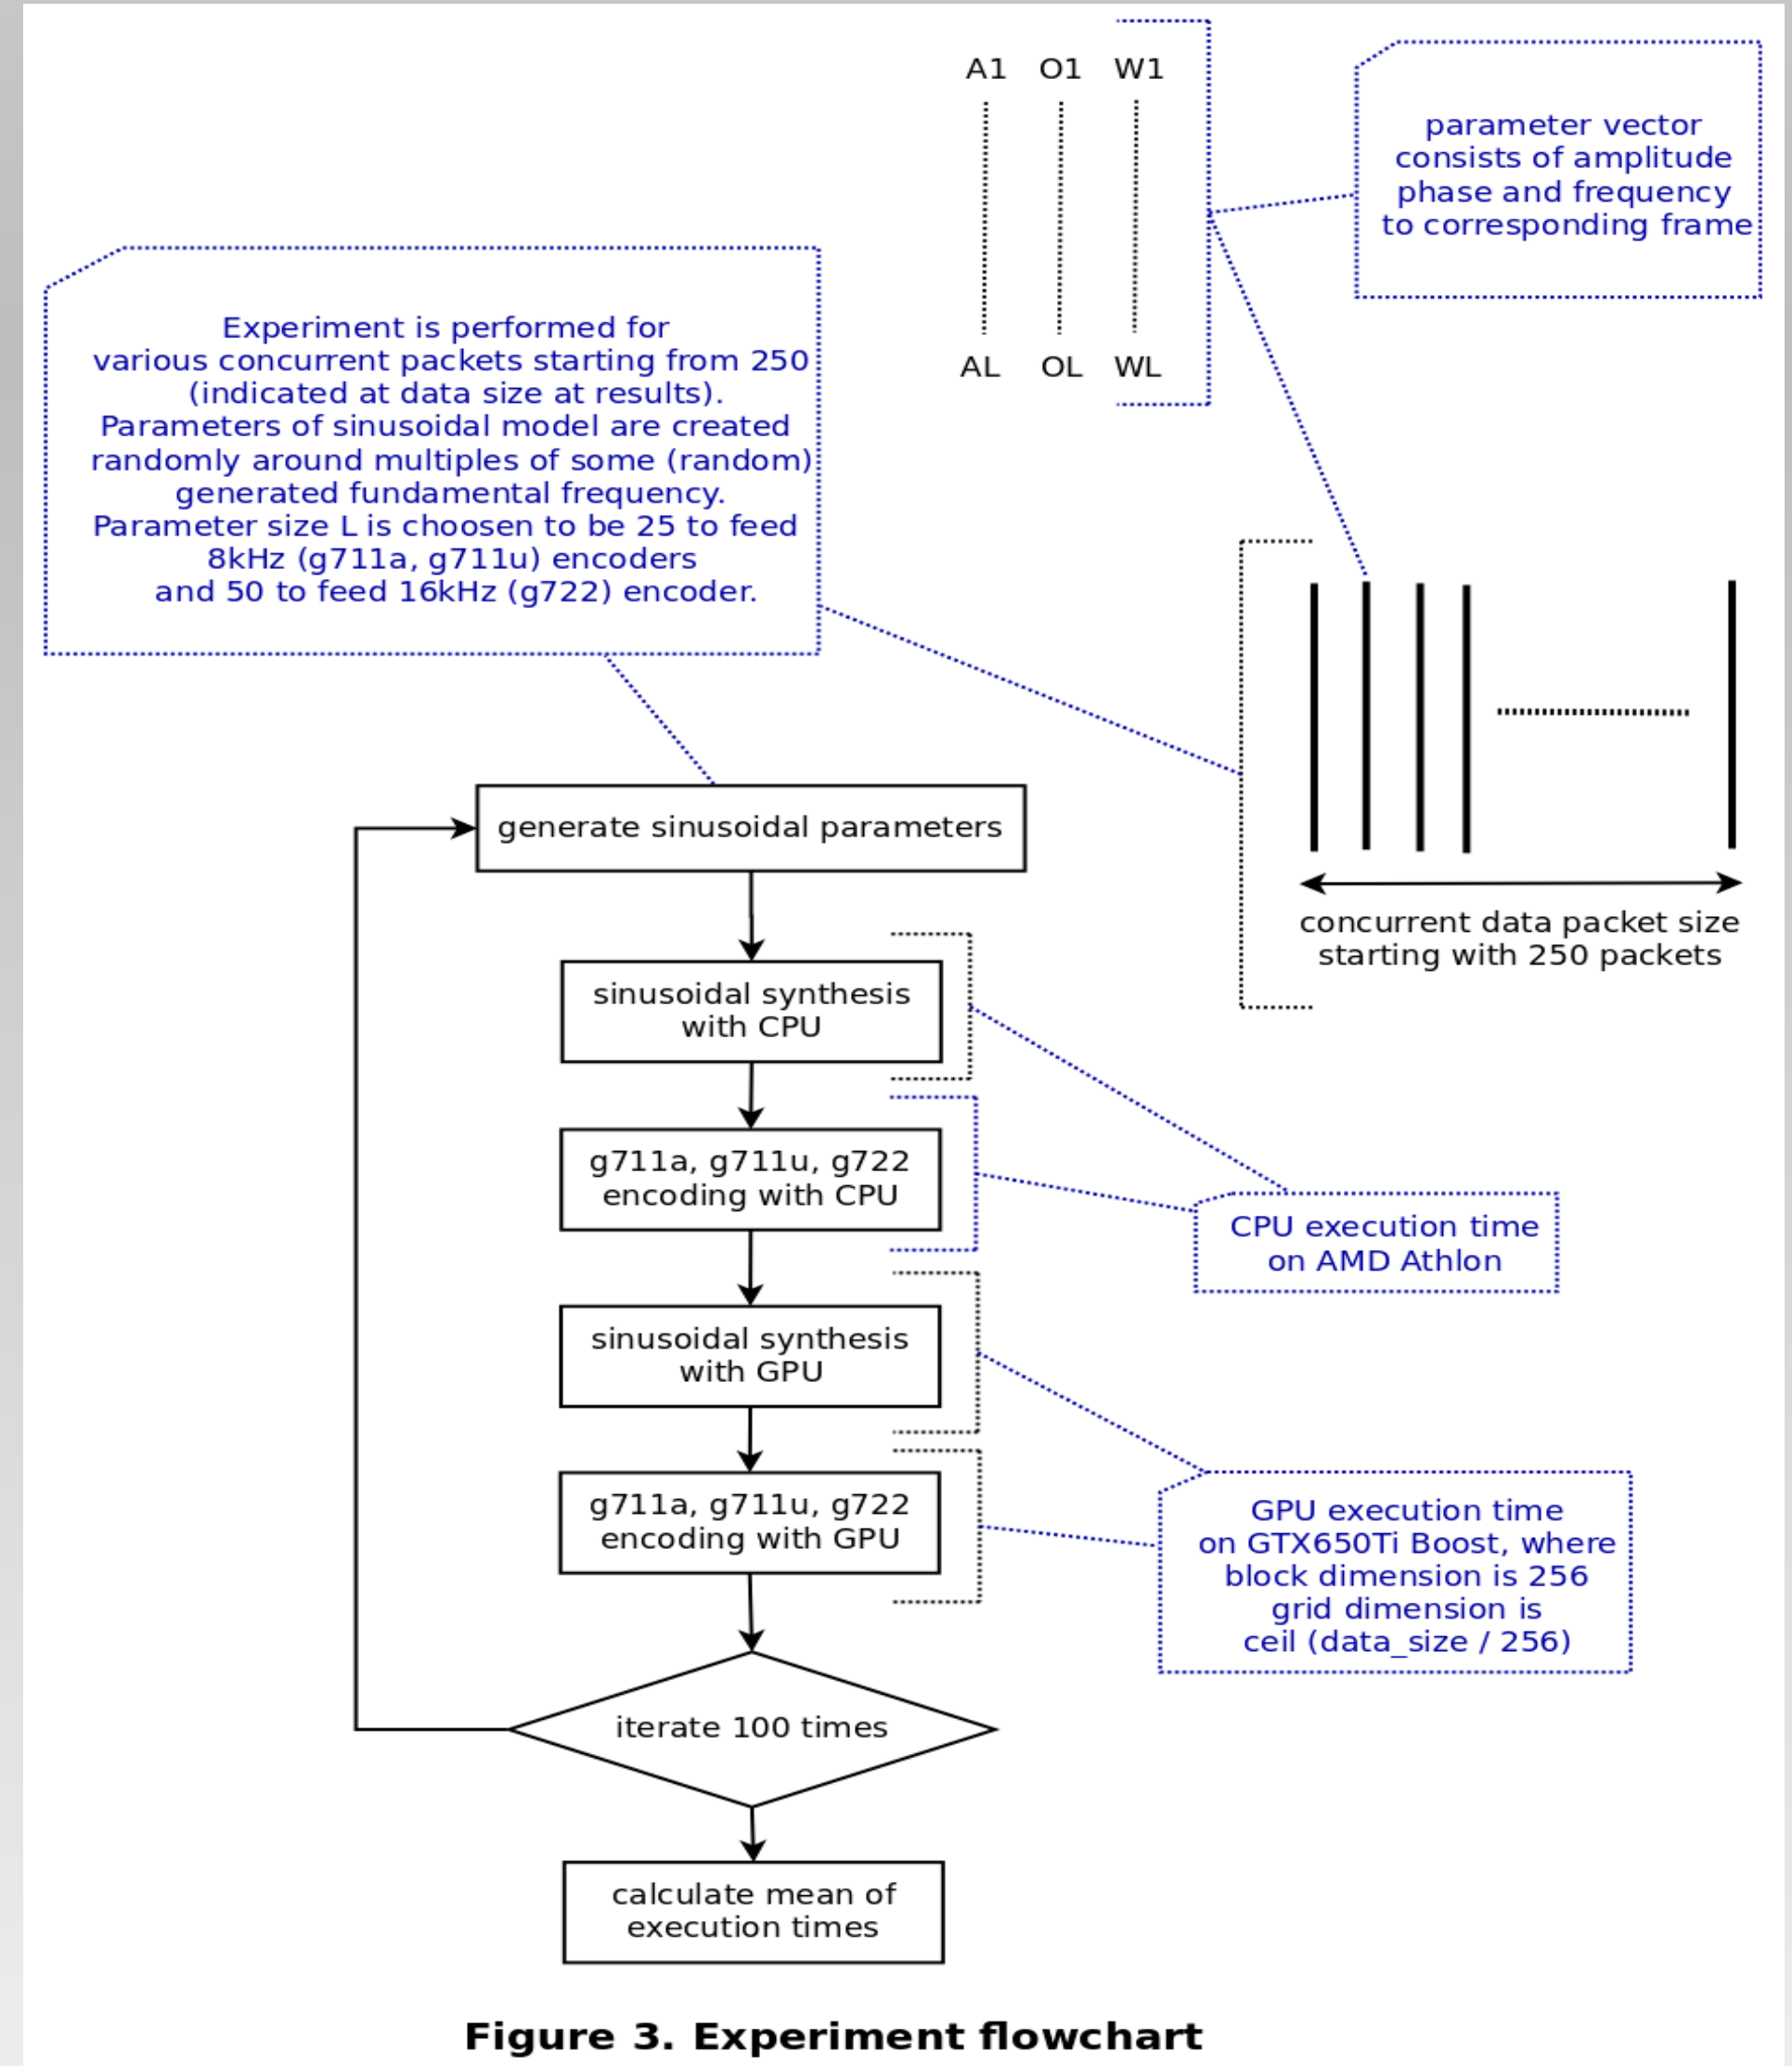 A1 O1 W1
AL OL WL
parameter vector
consists of amplitude
phase and frequency
to corresponding frame
Experiment is performed for
various concurrent packets starting from 250
(indicated at data size at results).
Parameters of sinusoidal model are created
randomly around multiples of some (random)
generated fundamental frequency.
Parameter size L is choosen to be 25 to feed
8kHz (g711a, g711u) encoders
and 50 to feed 16kHz (g722) encoder.
concurrent data packet size
starting with 250 packets
generate sinusoidal parameters
sinusoidal synthesis
with CPU
g711a, g711u, g722
encoding with CPU
CPU execution time
on AMD Athlon
sinusoidal synthesis
with GPU
g711a, g711u, g722
encoding with GPU
GPU execution time
on GTX650Ti Boost, where
block dimension is 256
grid dimension is
ceil (data_size / 256)
iterate 100 times
calculate mean of
execution times
Figure 3. Experiment flowchart